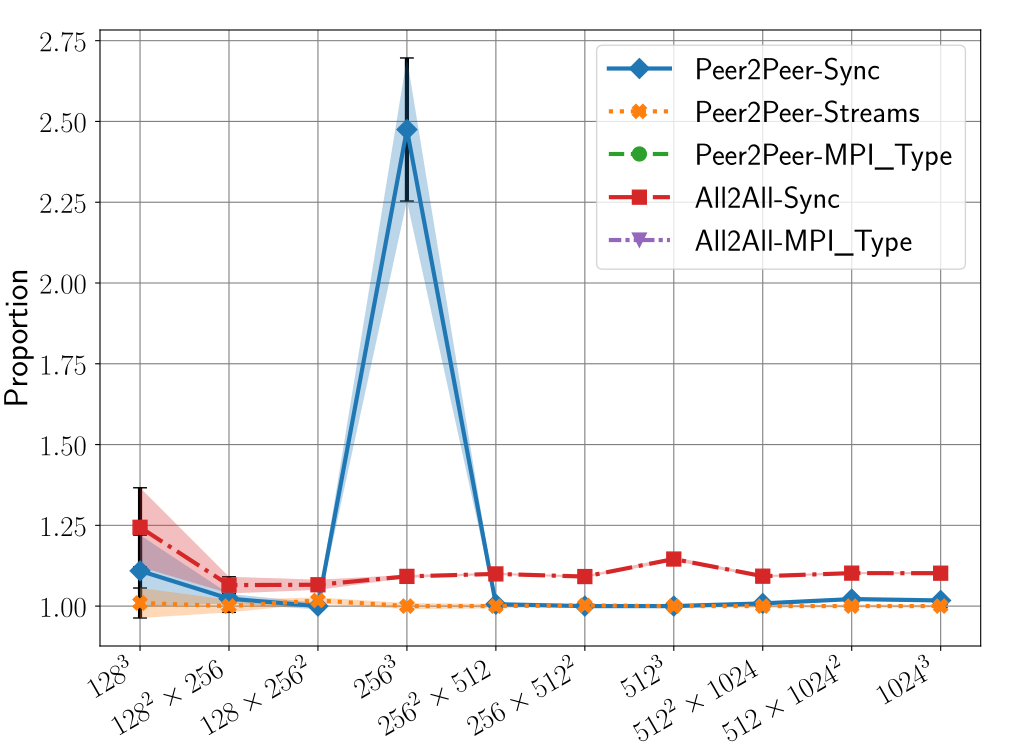 2.75
2.50
2.25
2.00
1.75
1.50
1.25
1.00
Proportion
Peer2Peer-Sync
Peer2Peer-Streams
Peer2Peer-MPI_Type
All2All-Sync
All2All-MPI_Type
128³
128² × 256
128 × 256²
256³
256² × 512
256 × 512²
512³
512² × 1024
512 × 1024²
1024³